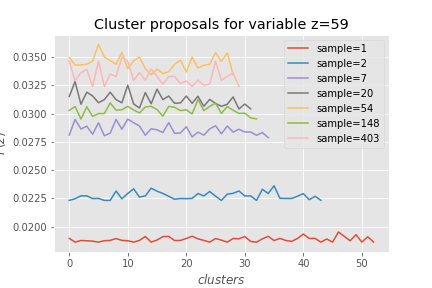 Cluster proposals for variable z=59
0.0350
0.0325
0.0300
0.0275
0.0250
0.0225
0.0200
0
10
20
30
40
50
clusters
sample=1
sample=2
sample=7
sample=20
sample=54
sample=148
sample=403